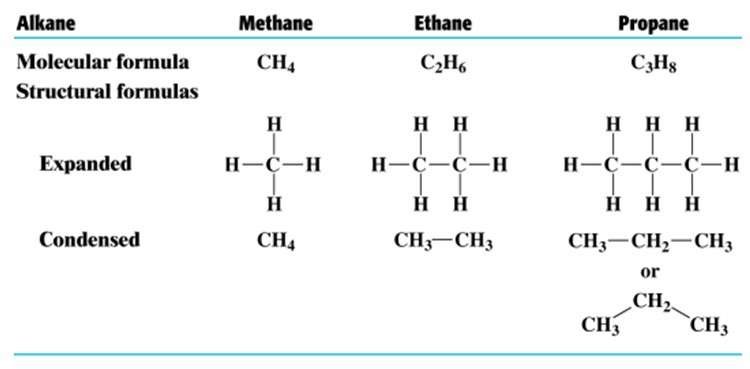 Alkane Methane Ethane Propane
Molecular formula CH₄ C₂H₆ C₃H₈
Structural formulas
H H H H H H
Expanded H—C—H H—C—C—H H—C—C—C—H
H H H H H H
Condensed CH₄ CH₃—CH₃ CH₃—CH₂—CH₃
or
CH₂
CH₃ CH₃